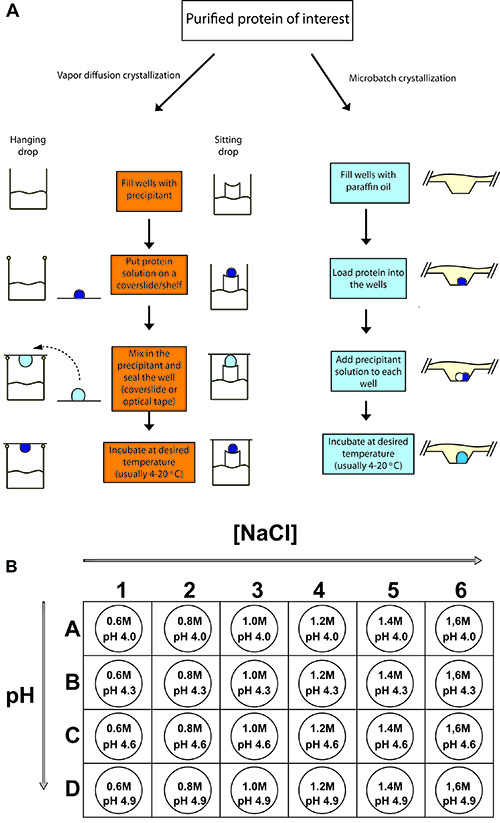 A
Purified protein of interest
Vapor diffusion crystallization
Microbatch crystallization
Hanging
drop
Sitting
drop
Fill wells with
precipitant
Put protein
solution on a
coverslide/shelf
Mix in the
precipitant and
seal the well
(coverslide or
optical tape)
Incubate at desired
temperature
(usually 4-20 °C)
Fill wells with
paraffin oil
Load protein into
the wells
Add precipitant
solution to each
well
Incubate at desired
temperature
(usually 4-20 °C)
B
[NaCl]
1 2 3 4 5 6
pH
A
0.6M 0.8M 1.0M 1.2M 1.4M 1,6M
pH 4.0 pH 4.0 pH 4.0 pH 4.0 pH 4.0 pH 4.0
B
0.6M 0.8M 1.0M 1.2M 1.4M 1,6M
pH 4.3 pH 4.3 pH 4.3 pH 4.3 pH 4.3 pH 4.3
C
0.6M 0.8M 1.0M 1.2M 1.4M 1,6M
pH 4.6 pH 4.6 pH 4.6 pH 4.6 pH 4.6 pH 4.6
D
0.6M 0.8M 1.0M 1.2M 1.4M 1,6M
pH 4.9 pH 4.9 pH 4.9 pH 4.9 pH 4.9 pH 4.9